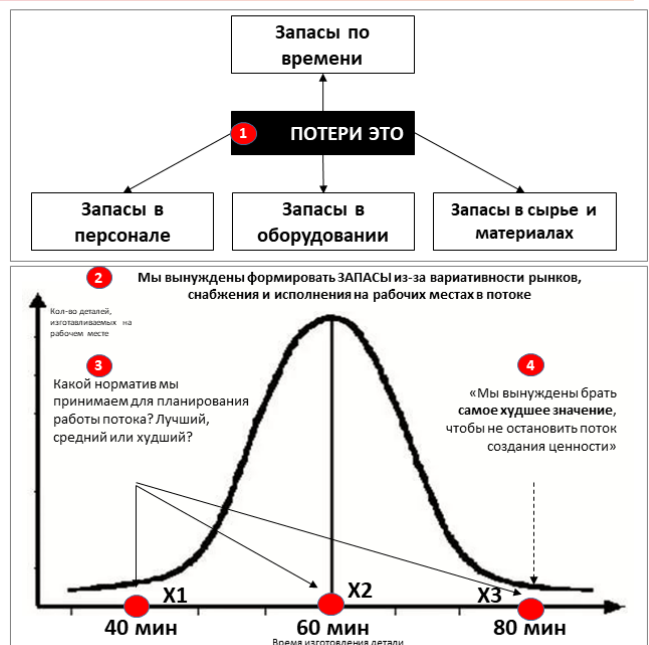 Запасы по
времени
1 ПОТЕРИ ЭТО
Запасы в
персонале
Запасы в
оборудовании
Запасы в сырье и
материалах
2 Мы вынуждены формировать ЗАПАСЫ из-за вариативности рынков,
снабжения и исполнения на рабочих местах в потоке
Кол-во деталей,
изготавливаемых на
рабочем месте
3
Какой норматив мы
принимаем для планирования
работы потока? Лучший,
средний или худший?
4
«Мы вынуждены брать
самое худшее значение,
чтобы не остановить поток
создания ценности»
X1
X2
X3
40 мин
60 мин
80 мин
Время изготовления детали